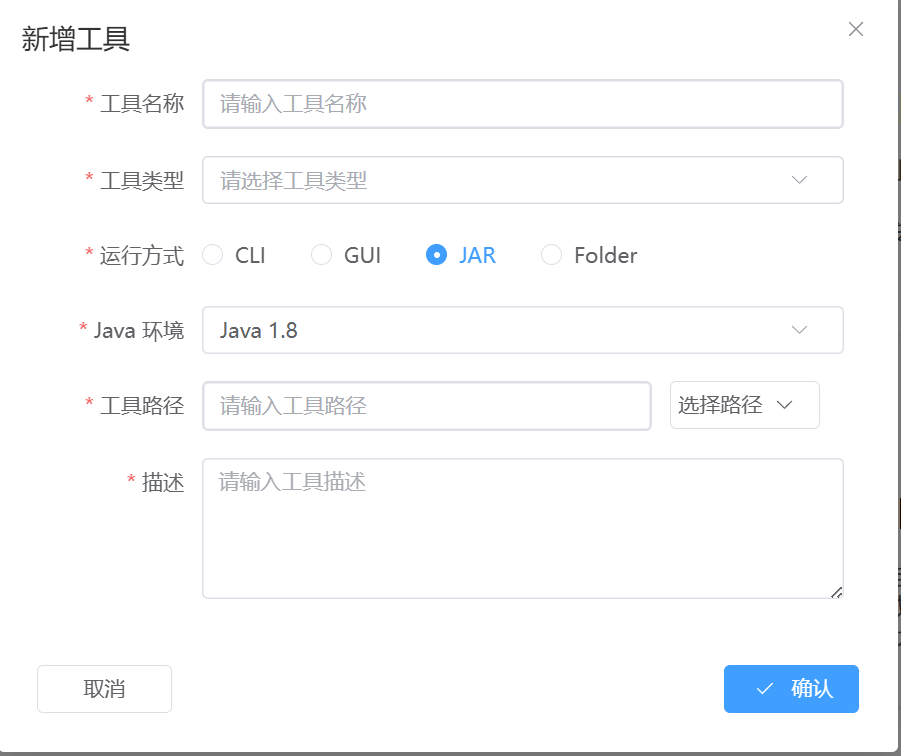 新增工具
* 工具名称 请输入工具名称
* 工具类型 请选择工具类型
* 运行方式 CLI GUI JAR Folder
* Java 环境 Java 1.8
* 工具路径 请输入工具路径 选择路径
* 描述 请输入工具描述
取消 确认